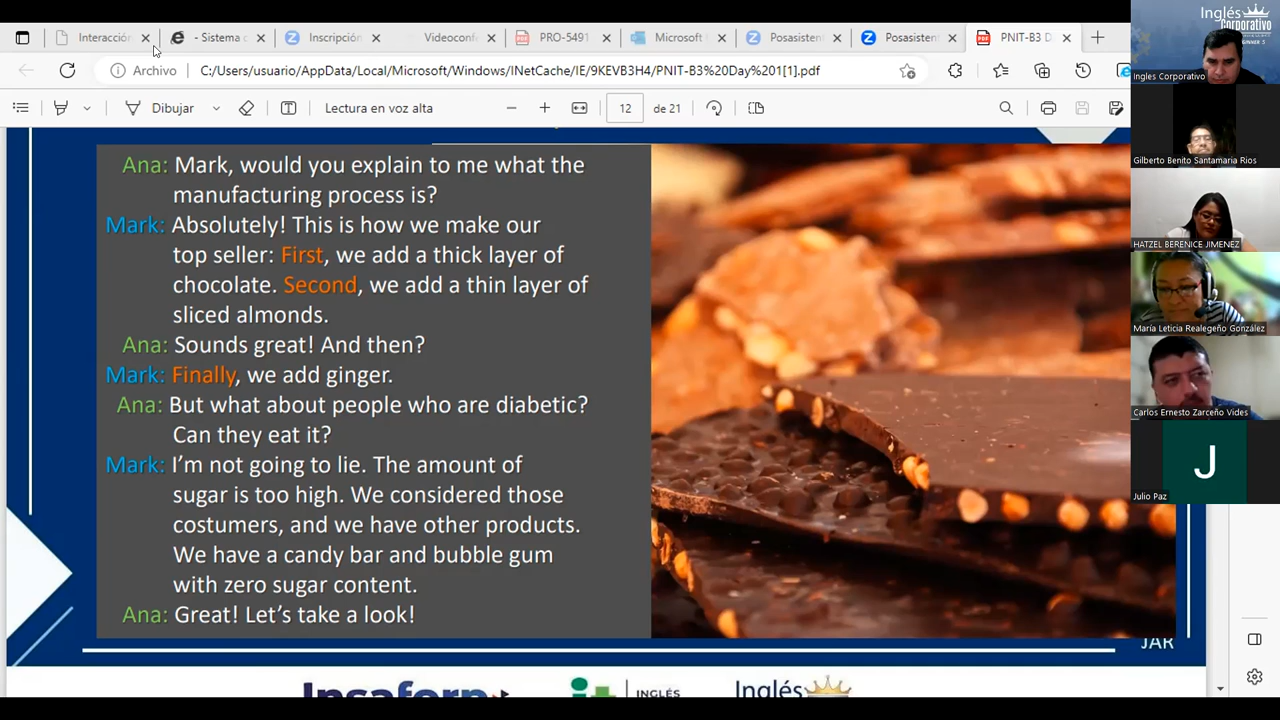 Interacción
- Sistema c
Inscripción
Videoconfe
PRO-5491
Microsoft
Posasisten
Posasisten
PNIT-B3 D
Archivo
C:/Users/usuario/AppData/Local/Microsoft/Windows/INetCache/IE/9KEVB3H4/PNIT-B3%20Day%201[1].pdf
Dibujar
Lectura en voz alta
12
de 21
Ana: Mark, would you explain to me what the
manufacturing process is?
Mark: Absolutely! This is how we make our
top seller: First, we add a thick layer of
chocolate. Second, we add a thin layer of
sliced almonds.
Ana: Sounds great! And then?
Mark: Finally, we add ginger.
Ana: But what about people who are diabetic?
Can they eat it?
Mark: I'm not going to lie. The amount of
sugar is too high. We considered those
costumers, and we have other products.
We have a candy bar and bubble gum
with zero sugar content.
Ana: Great! Let's take a look!
JAR
Insaforp
INGLÉS
Inglés
Inglés
Corporativo
Ingles Corporativo
Gilberto Benito Santamaria Rios
HATZEL BERENICE JIMENEZ
María Leticia Realegeño González
Carlos Ernesto Zarceño Vides
J
Julio Paz